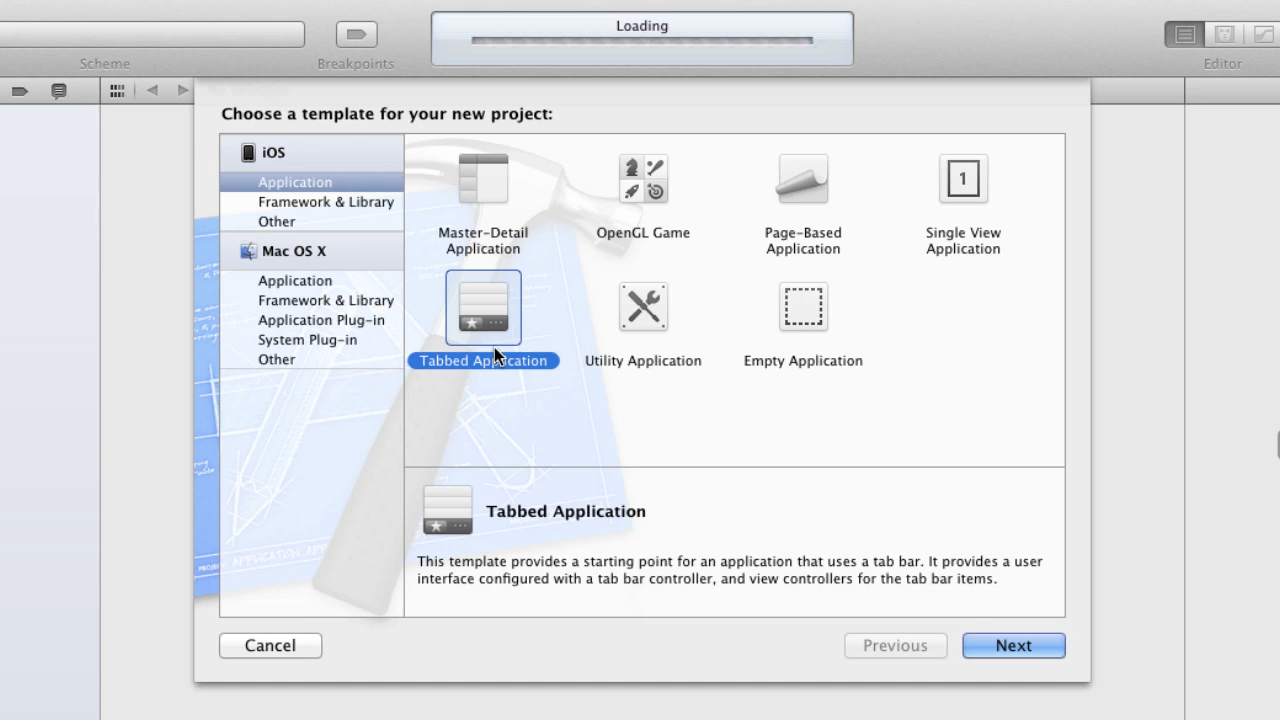 Loading
Scheme
Breakpoints
Editor
Choose a template for your new project:
iOS
Application
Framework & Library
Other
Mac OS X
Application
Framework & Library
Application Plug-in
System Plug-in
Other
Master-Detail
Application
OpenGL Game
Page-Based
Application
1
Single View
Application
Tabbed Application
Utility Application
Empty Application
Tabbed Application
This template provides a starting point for an application that uses a tab bar. It provides a user
interface configured with a tab bar controller, and view controllers for the tab bar items.
Cancel
Previous
Next